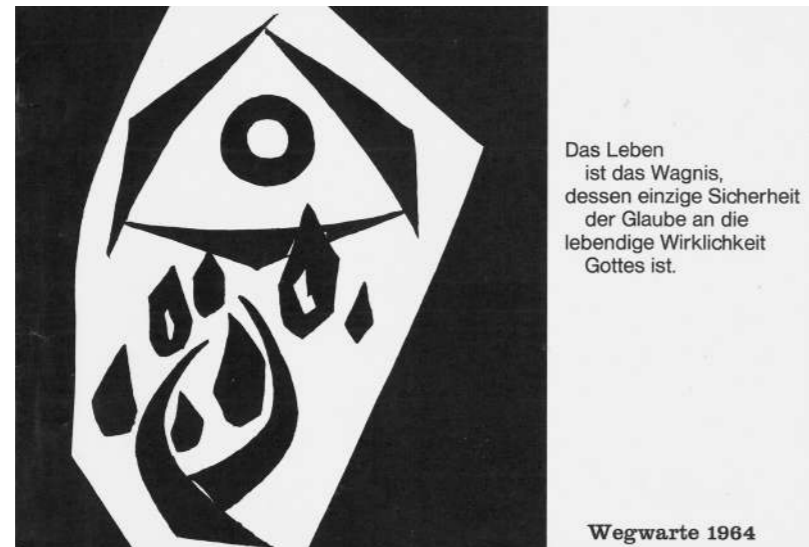 Das Leben
ist das Wagnis,
dessen einzige Sicherheit
der Glaube an die
lebendige Wirklichkeit
Gottes ist.
Wegwarte 1964